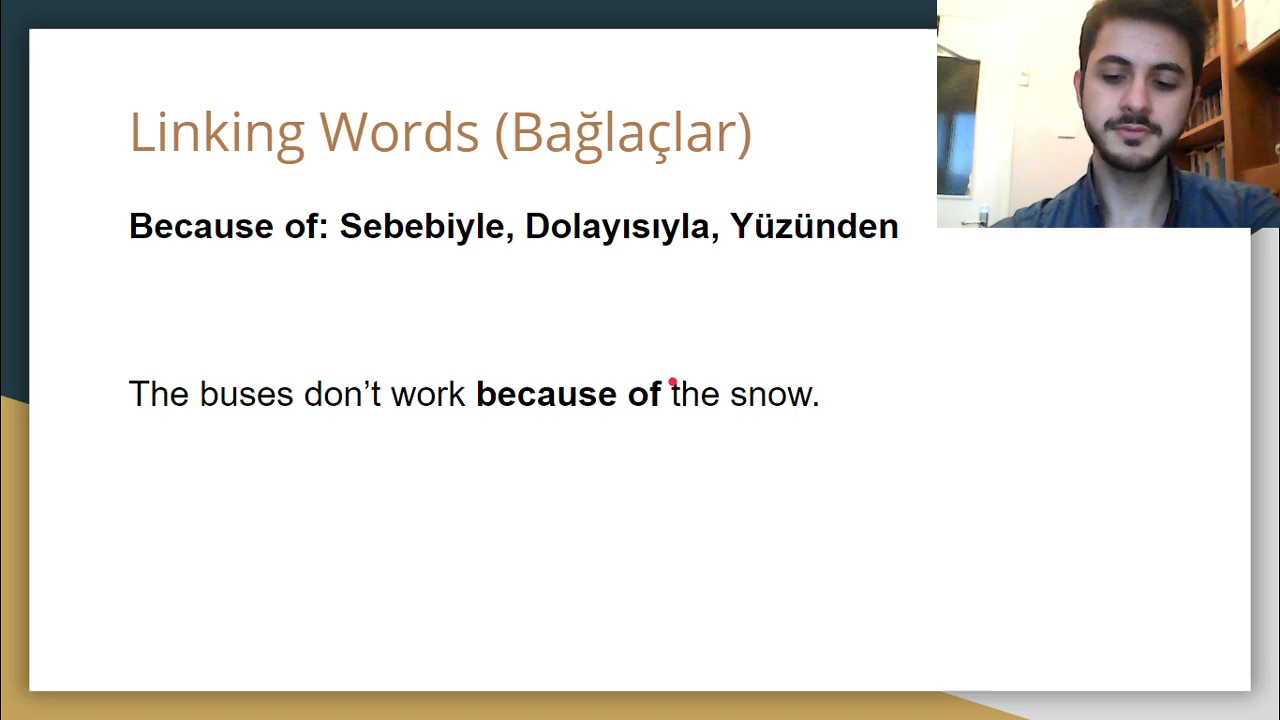 Linking Words (Bağlaçlar)
Because of: Sebebiyle, Dolayısıyla, Yüzünden
The buses don’t work because of the snow.